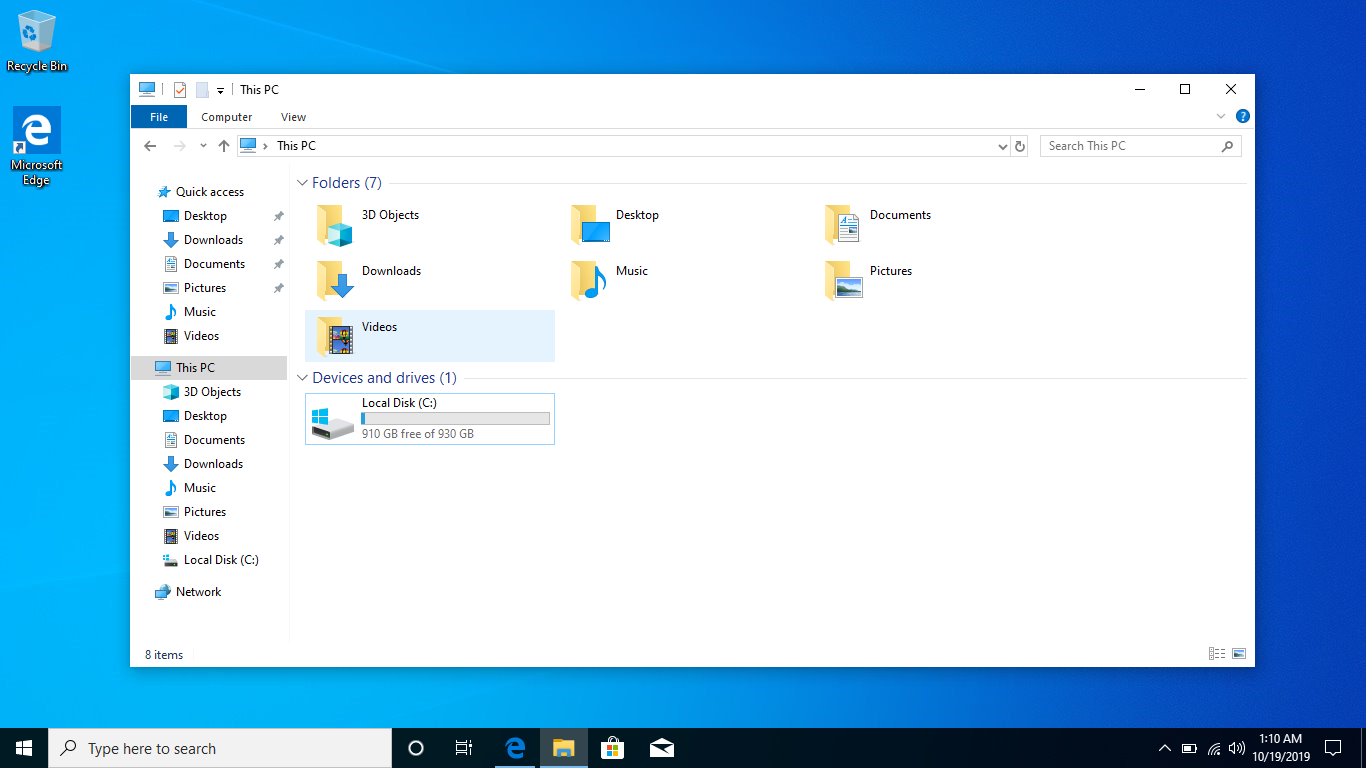 Recycle Bin
Microsoft
Edge
This PC
File Computer View
This PC
Search This PC
Quick access
Desktop
Downloads
Documents
Pictures
Music
Videos
This PC
3D Objects
Desktop
Documents
Downloads
Music
Pictures
Videos
Local Disk (C:)
Network
Folders (7)
3D Objects Desktop Documents
Downloads Music Pictures
Videos
Devices and drives (1)
Local Disk (C:)
910 GB free of 930 GB
8 items
Type here to search
1:10 AM
10/19/2019